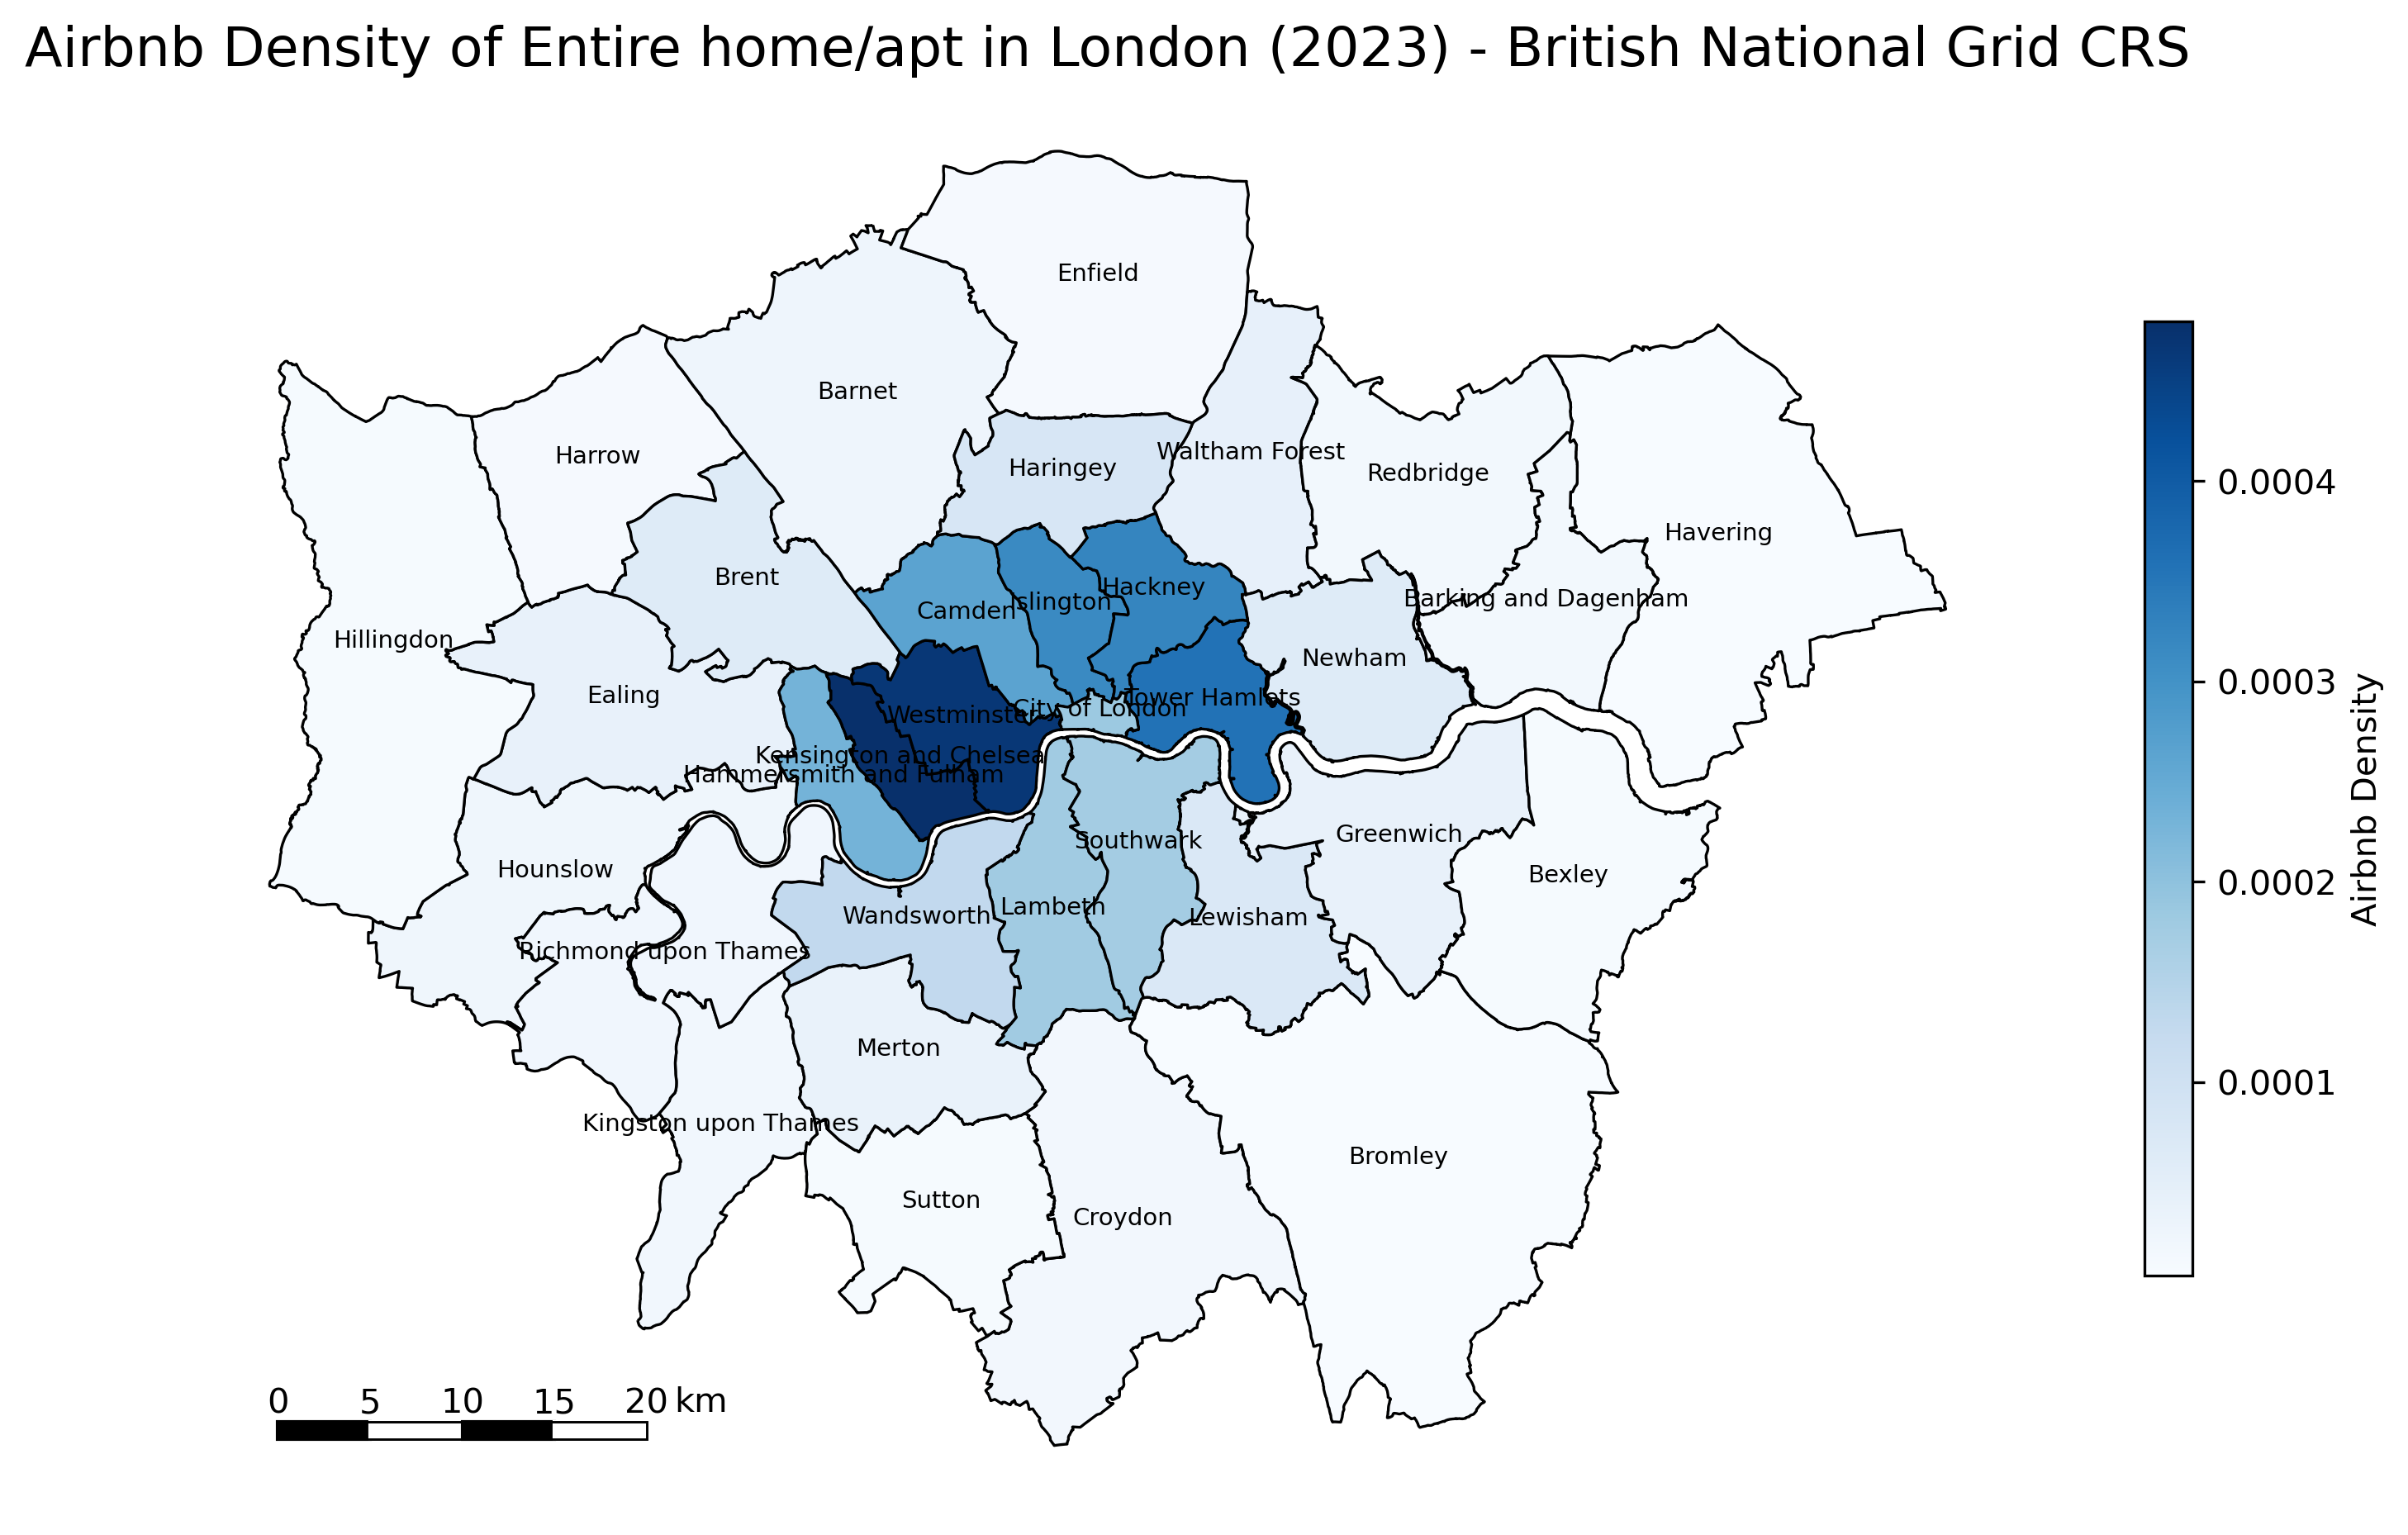 Airbnb Density of Entire home/apt in London (2023) - British National Grid CRS
Enfield
Barnet
Harrow
Haringey
Waltham Forest
Redbridge
Havering
Brent
Camden
Islington
Hackney
Barking and Dagenham
Hillingdon
Ealing
Newham
Westminster
City of London
Tower Hamlets
Kensington and Chelsea
Hammersmith and Fulham
Hounslow
Southwark
Greenwich
Bexley
Richmond upon Thames
Wandsworth
Lambeth
Lewisham
Merton
Kingston upon Thames
Sutton
Croydon
Bromley
0.0004
0.0003
0.0002
0.0001
Airbnb Density
0 5 10 15 20 km